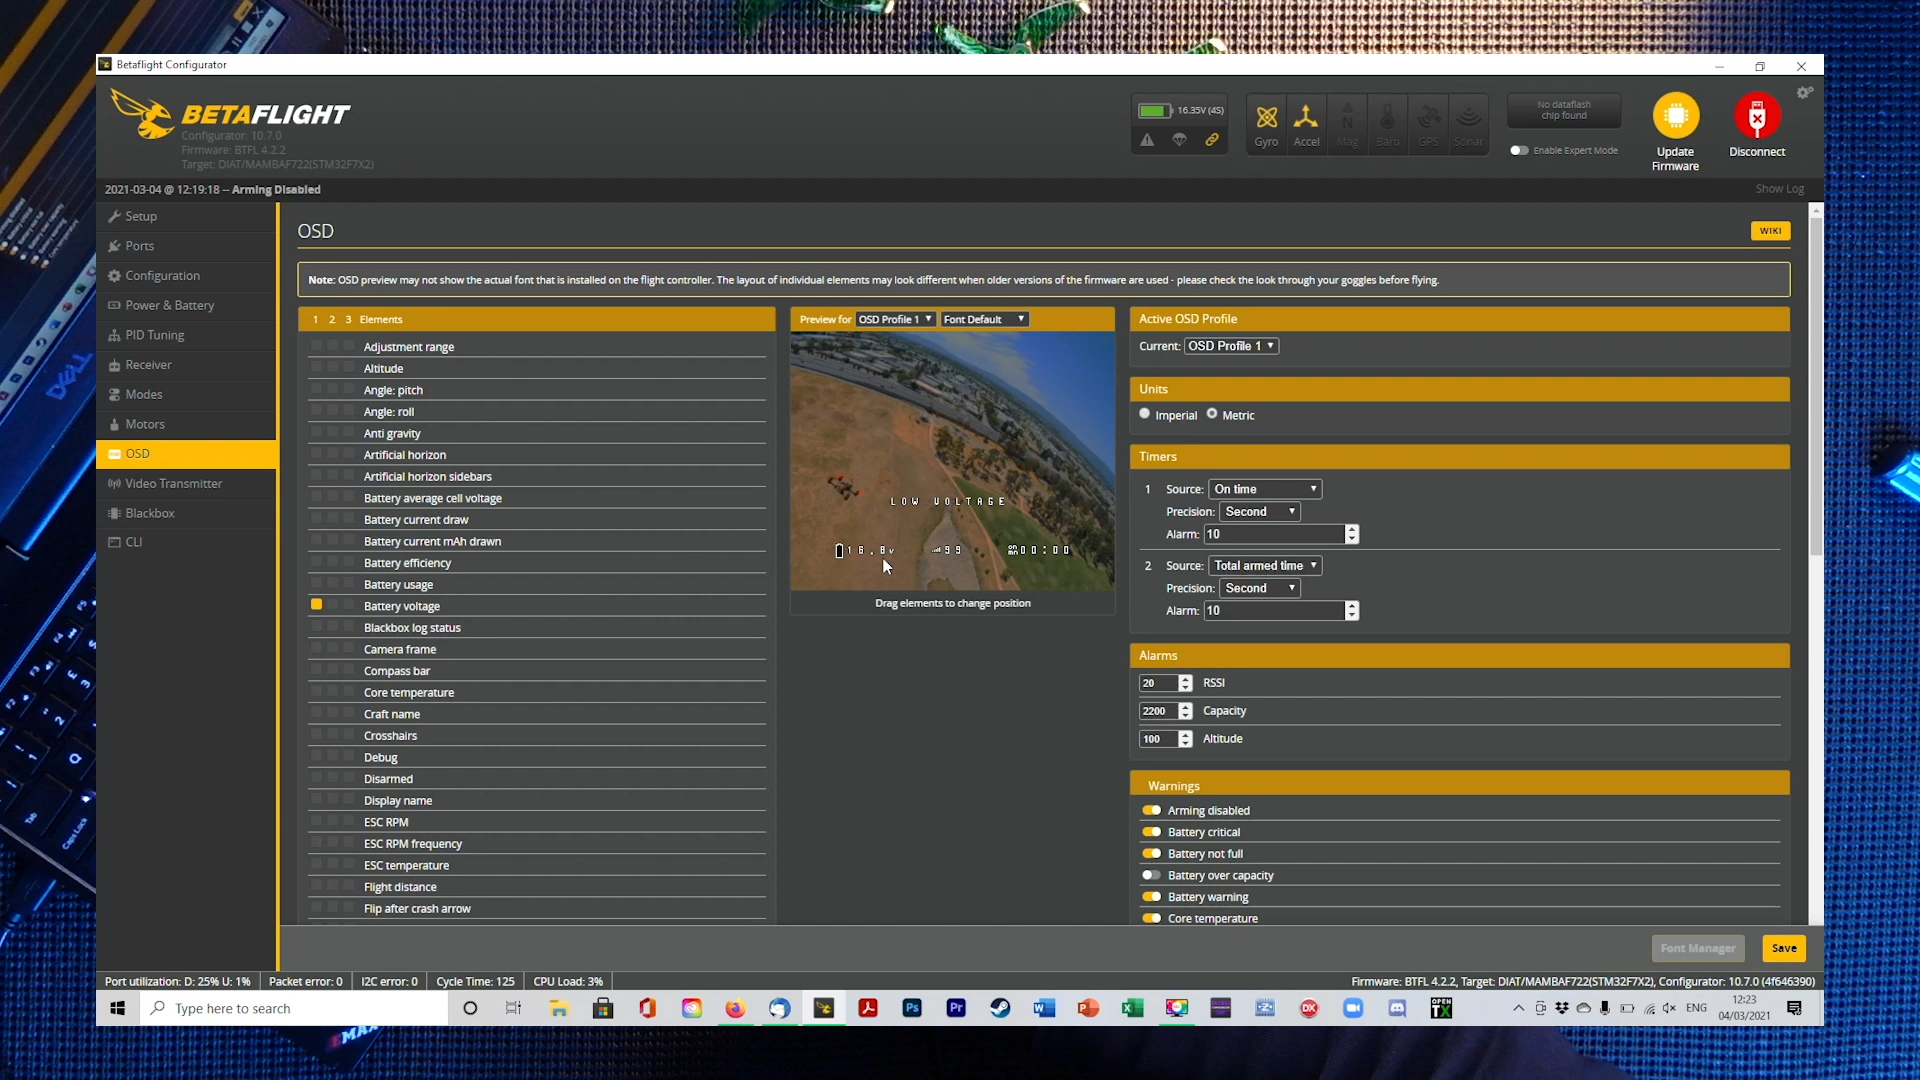 Betaflight Configurator
BETAFLIGHT
Configurator: 10.7.0
Firmware: BTFL 4.2.2
Target: DIAT/MAMBAF722(STM32F7X2)
16.35V (4S)
Gyro Accel Mag Baro GPS Sonar
No dataflash
chip found
Enable Expert Mode
Update
Firmware
Disconnect
2021-03-04 @ 12:19:18 -- Arming Disabled
Show Log
Setup
Ports
Configuration
Power & Battery
PID Tuning
Receiver
Modes
Motors
OSD
Video Transmitter
Blackbox
CLI
OSD
WIKI
Note: OSD preview may not show the actual font that is installed on the flight controller. The layout of individual elements may look different when older versions of the firmware are used - please check the look through your goggles before flying.
1 2 3 Elements
Adjustment range
Altitude
Angle: pitch
Angle: roll
Anti gravity
Artificial horizon
Artificial horizon sidebars
Battery average cell voltage
Battery current draw
Battery current mAh drawn
Battery efficiency
Battery usage
Battery voltage
Blackbox log status
Camera frame
Compass bar
Core temperature
Craft name
Crosshairs
Debug
Disarmed
Display name
ESC RPM
ESC RPM frequency
ESC temperature
Flight distance
Flip after crash arrow
Preview for OSD Profile 1 Font Default
LOW VOLTAGE
16.8v 99 00:00
Drag elements to change position
Active OSD Profile
Current: OSD Profile 1
Units
Imperial Metric
Timers
1 Source: On time
Precision: Second
Alarm: 10
2 Source: Total armed time
Precision: Second
Alarm: 10
Alarms
20 RSSI
2200 Capacity
100 Altitude
Warnings
Arming disabled
Battery critical
Battery not full
Battery over capacity
Battery warning
Core temperature
Font Manager
Save
Port utilization: D: 25% U: 1% Packet error: 0 I2C error: 0 Cycle Time: 125 CPU Load: 3%
Firmware: BTFL 4.2.2, Target: DIAT/MAMBAF722(STM32F7X2), Configurator: 10.7.0 (4f646390)
Type here to search
Ps
Pr
DX
OPEN
TX
ENG
12:23
04/03/2021
DELL